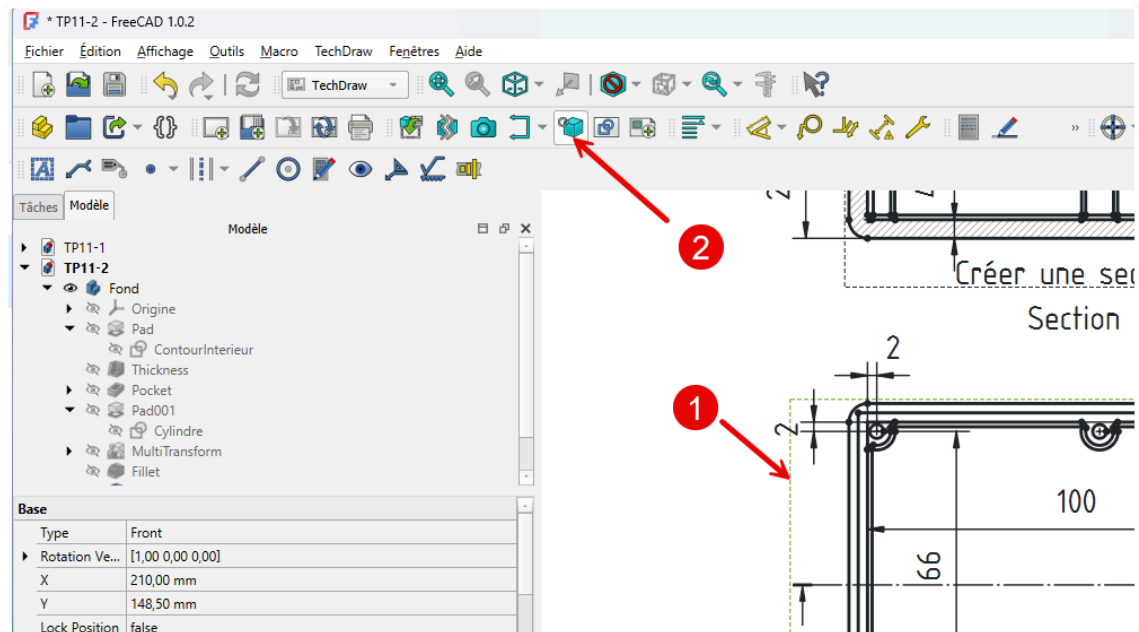 * TP11-2 - FreeCAD 1.0.2
Fichier Édition Affichage Outils Macro TechDraw Fenêtres Aide
TechDraw
»
Tâches Modèle
Modèle
TP11-1
TP11-2
Fond
Origine
Pad
ContourInterieur
Thickness
Pocket
Pad001
Cylindre
MultiTransform
Fillet
Base
Type Front
Rotation Ve... [1,00 0,00 0,00]
X 210,00 mm
Y 148,50 mm
Lock Position false
2
Créer une sec
Section
2
1
2
100
66